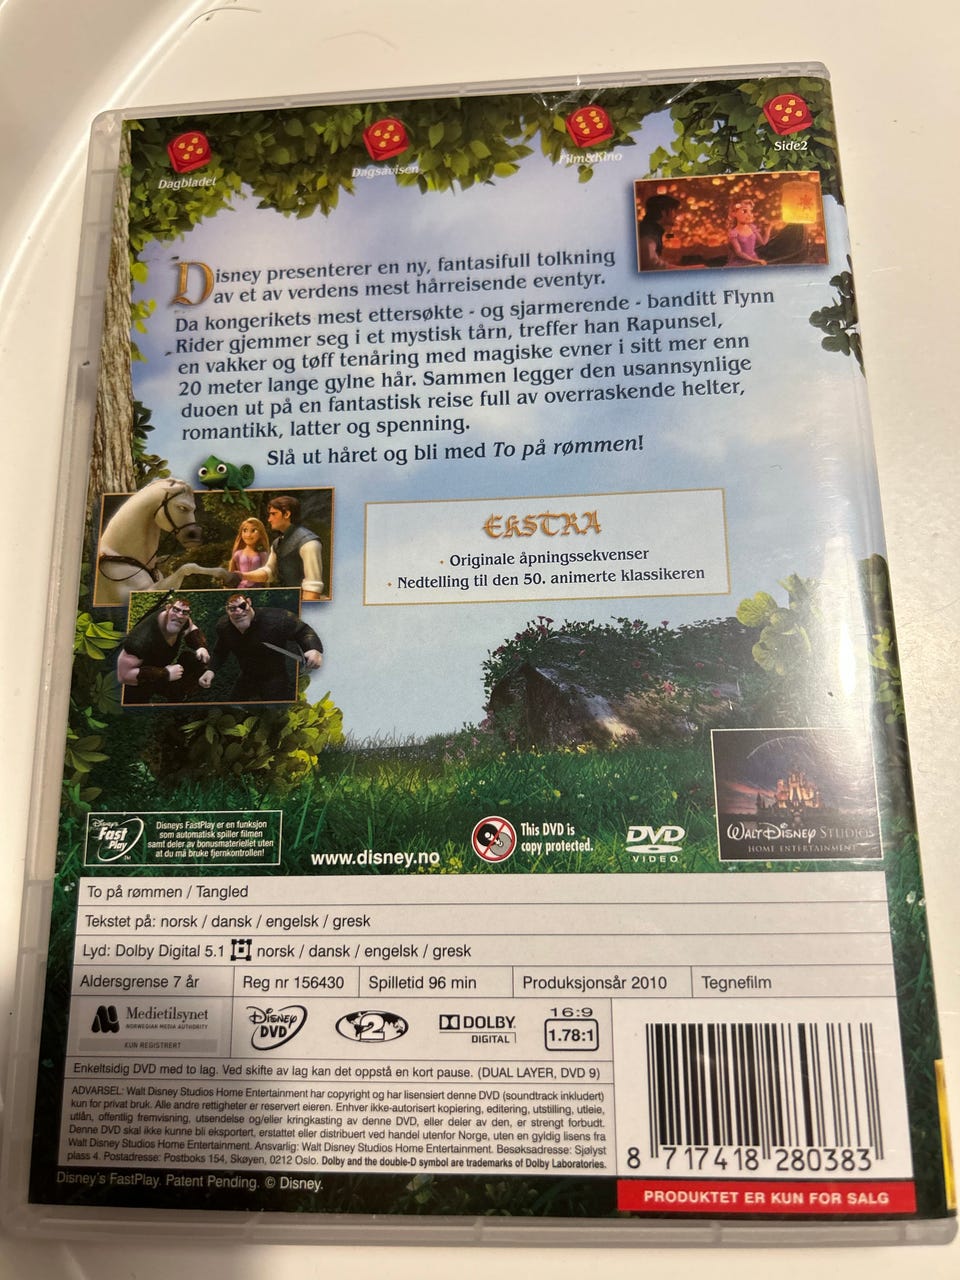 Dagbladet
Dagsavisen
Film&Kino
Side2
Disney presenterer en ny, fantasifull tolkning
av et av verdens mest hårreisende eventyr.
Da kongerikets mest ettersøkte - og sjarmerende - banditt Flynn
Rider gjemmer seg i et mystisk tårn, treffer han Rapunsel,
en vakker og tøff tenåring med magiske evner i sitt mer enn
20 meter lange gylne hår. Sammen legger den usannsynlige
duoen ut på en fantastisk reise full av overraskende helter,
romantikk, latter og spenning.
Slå ut håret og bli med To på rømmen!
EKSTRA
· Originale åpningssekvenser
· Nedtelling til den 50. animerte klassikeren
Disney's
Fast
Play
TM
Disneys FastPlay er en funksjon
som automatisk spiller filmen
samt deler av bonusmateriellet uten
at du må bruke fjernkontrollen!
www.disney.no
This DVD is
copy protected.
DVD
VIDEO
WALT DISNEY STUDIOS
HOME ENTERTAINMENT
To på rømmen / Tangled
Tekstet på: norsk / dansk / engelsk / gresk
Lyd: Dolby Digital 5.1 norsk / dansk / engelsk / gresk
Aldersgrense 7 år
Reg nr 156430
Spilletid 96 min
Produksjonsår 2010
Tegnefilm
Medietilsynet
NORWEGIAN MEDIA AUTHORITY
KUN REGISTRERT
DISNEY
DVD
2
DOLBY
DIGITAL
16:9
1.78:1
Enkeltsidig DVD med to lag. Ved skifte av lag kan det oppstå en kort pause. (DUAL LAYER, DVD 9)
ADVARSEL: Walt Disney Studios Home Entertainment har copyright og har lisensiert denne DVD (soundtrack inkludert)
kun for privat bruk. Alle andre rettigheter er reservert eieren. Enhver ikke-autorisert kopiering, editering, utstilling, utleie,
utlån, offentlig fremvisning, utsendelse og/eller kringkasting av denne DVD, eller deler av den, er strengt forbudt.
Denne DVD skal ikke kunne bli eksportert, erstattet eller distribuert ved handel utenfor Norge, uten en gyldig lisens fra
Walt Disney Studios Home Entertainment. Ansvarlig: Walt Disney Studios Home Entertainment. Besøksadresse: Sjølyst
plass 4. Postadresse: Postboks 154, Skøyen, 0212 Oslo. Dolby and the double-D symbol are trademarks of Dolby Laboratories.
8 717418 280383
Disney's FastPlay. Patent Pending. © Disney.
PRODUKTET ER KUN FOR SALG